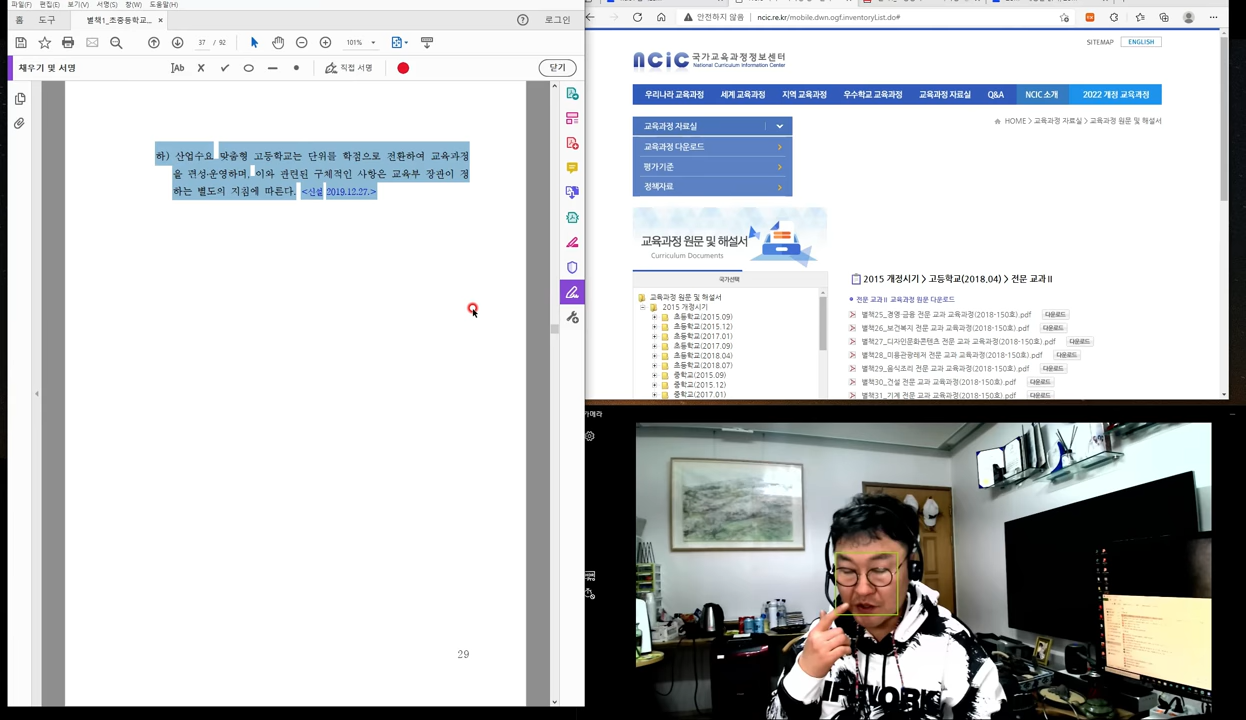 파일(F) 편집(E) 보기(V) 서명(S) 창(W) 도움말(H)
홈 도구 별책1_초중등학교... × 로그인
37 / 92 101%
채우기 및 서명 Ab 직접 서명 닫기
하) 산업수요 맞춤형 고등학교는 단위를 학점으로 전환하여 교육과정
을 편성·운영하며, 이와 관련된 구체적인 사항은 교육부 장관이 정
하는 별도의 지침에 따른다. <신설 2019.12.27.>
29
안전하지 않음 ncic.re.kr/mobile.dwn.ogf.inventoryList.do#
SITEMAP ENGLISH
ncic 국가교육과정정보센터
National Curriculum Information Center
우리나라 교육과정 세계 교육과정 지역 교육과정 우수학교 교육과정 교육과정 자료실 Q&A NCIC 소개 2022 개정 교육과정
HOME > 교육과정 자료실 > 교육과정 원문 및 해설서
교육과정 자료실
교육과정 다운로드
평가기준
정책자료
교육과정 원문 및 해설서
Curriculum Documents
국가선택
교육과정 원문 및 해설서
2015 개정시기
초등학교(2015.09)
초등학교(2015.12)
초등학교(2017.01)
초등학교(2017.09)
초등학교(2018.04)
초등학교(2018.07)
중학교(2015.09)
중학교(2015.12)
중학교(2017.01)
2015 개정시기 > 고등학교(2018.04) > 전문 교과Ⅱ
전문 교과Ⅱ 교육과정 원문 다운로드
별책25_경영·금융 전문 교과 교육과정(2018-150호).pdf 다운로드
별책26_보건복지 전문 교과 교육과정(2018-150호).pdf 다운로드
별책27_디자인문화콘텐츠 전문 교과 교육과정(2018-150호).pdf 다운로드
별책28_미용관광레저 전문 교과 교육과정(2018-150호).pdf 다운로드
별책29_음식조리 전문 교과 교육과정(2018-150호).pdf 다운로드
별책30_건설 전문 교과 교육과정(2018-150호).pdf 다운로드
별책31_기계 전문 교과 교육과정(2018-150호).pdf 다운로드
카메라